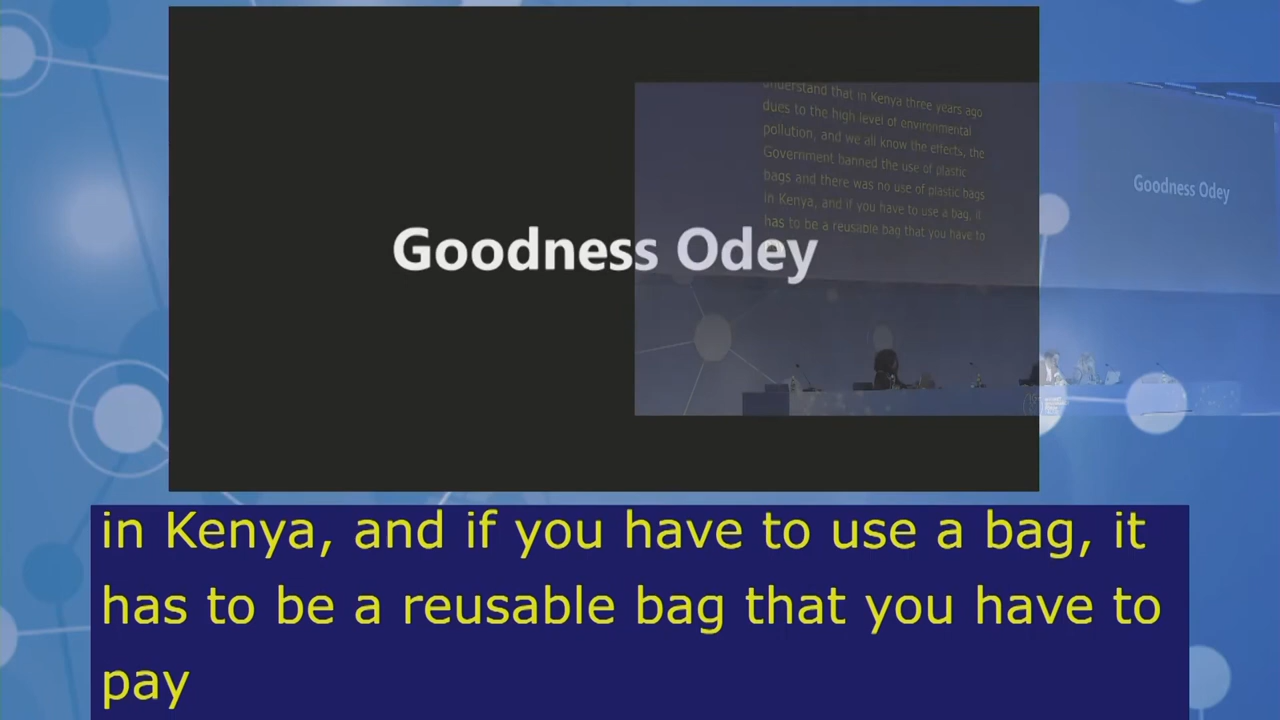 Goodness Odey
understand that in Kenya three years ago
dues to the high level of environmental
pollution, and we all know the effects, the
Government banned the use of plastic
bags and there was no use of plastic bags
in Kenya, and if you have to use a bag, it
has to be a reusable bag that you have to
Goodness Odey
in Kenya, and if you have to use a bag, it
has to be a reusable bag that you have to
pay